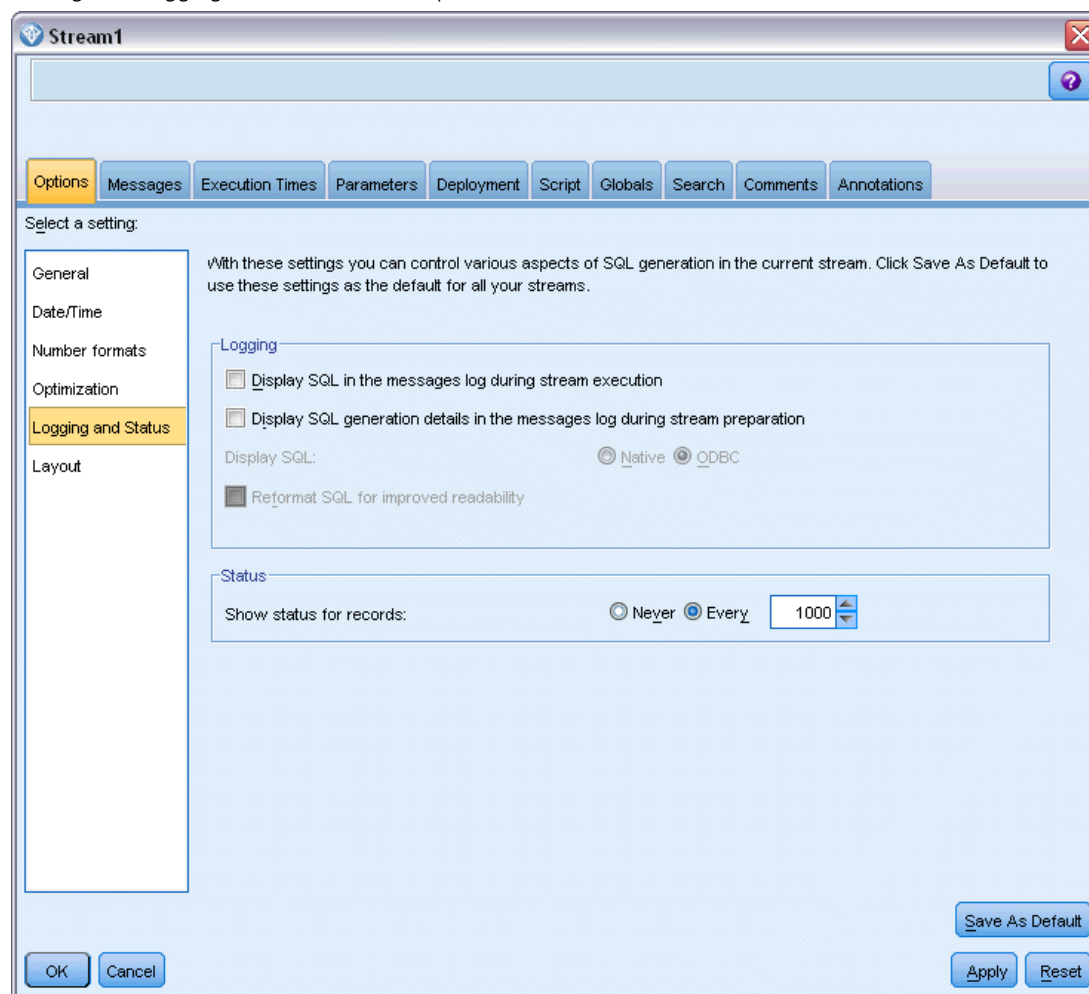 Stream1
Options Messages Execution Times Parameters Deployment Script Globals Search Comments Annotations
Select a setting:
General
Date/Time
Number formats
Optimization
Logging and Status
Layout
With these settings you can control various aspects of SQL generation in the current stream. Click Save As Default to
use these settings as the default for all your streams.
Logging
Display SQL in the messages log during stream execution
Display SQL generation details in the messages log during stream preparation
Display SQL: Native ODBC
Reformat SQL for improved readability
Status
Show status for records: Never Every 1000
Save As Default
OK Cancel Apply Reset